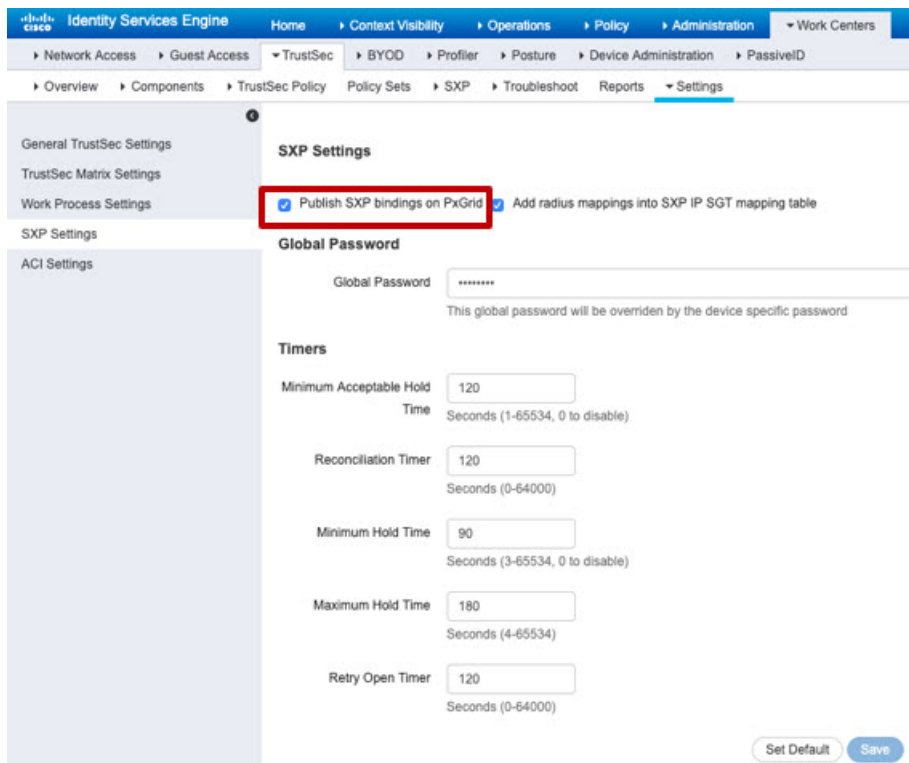 cisco Identity Services Engine Home Context Visibility Operations Policy Administration Work Centers
Network Access Guest Access TrustSec BYOD Profiler Posture Device Administration PassiveID
Overview Components TrustSec Policy Policy Sets SXP Troubleshoot Reports Settings
General TrustSec Settings
TrustSec Matrix Settings
Work Process Settings
SXP Settings
ACI Settings
SXP Settings
Publish SXP bindings on PxGrid Add radius mappings into SXP IP SGT mapping table
Global Password
Global Password ••••••••
This global password will be overriden by the device specific password
Timers
Minimum Acceptable Hold
Time
120
Seconds (1-65534, 0 to disable)
Reconciliation Timer 120
Seconds (0-64000)
Minimum Hold Time 90
Seconds (3-65534, 0 to disable)
Maximum Hold Time 180
Seconds (4-65534)
Retry Open Timer 120
Seconds (0-64000)
Set Default Save